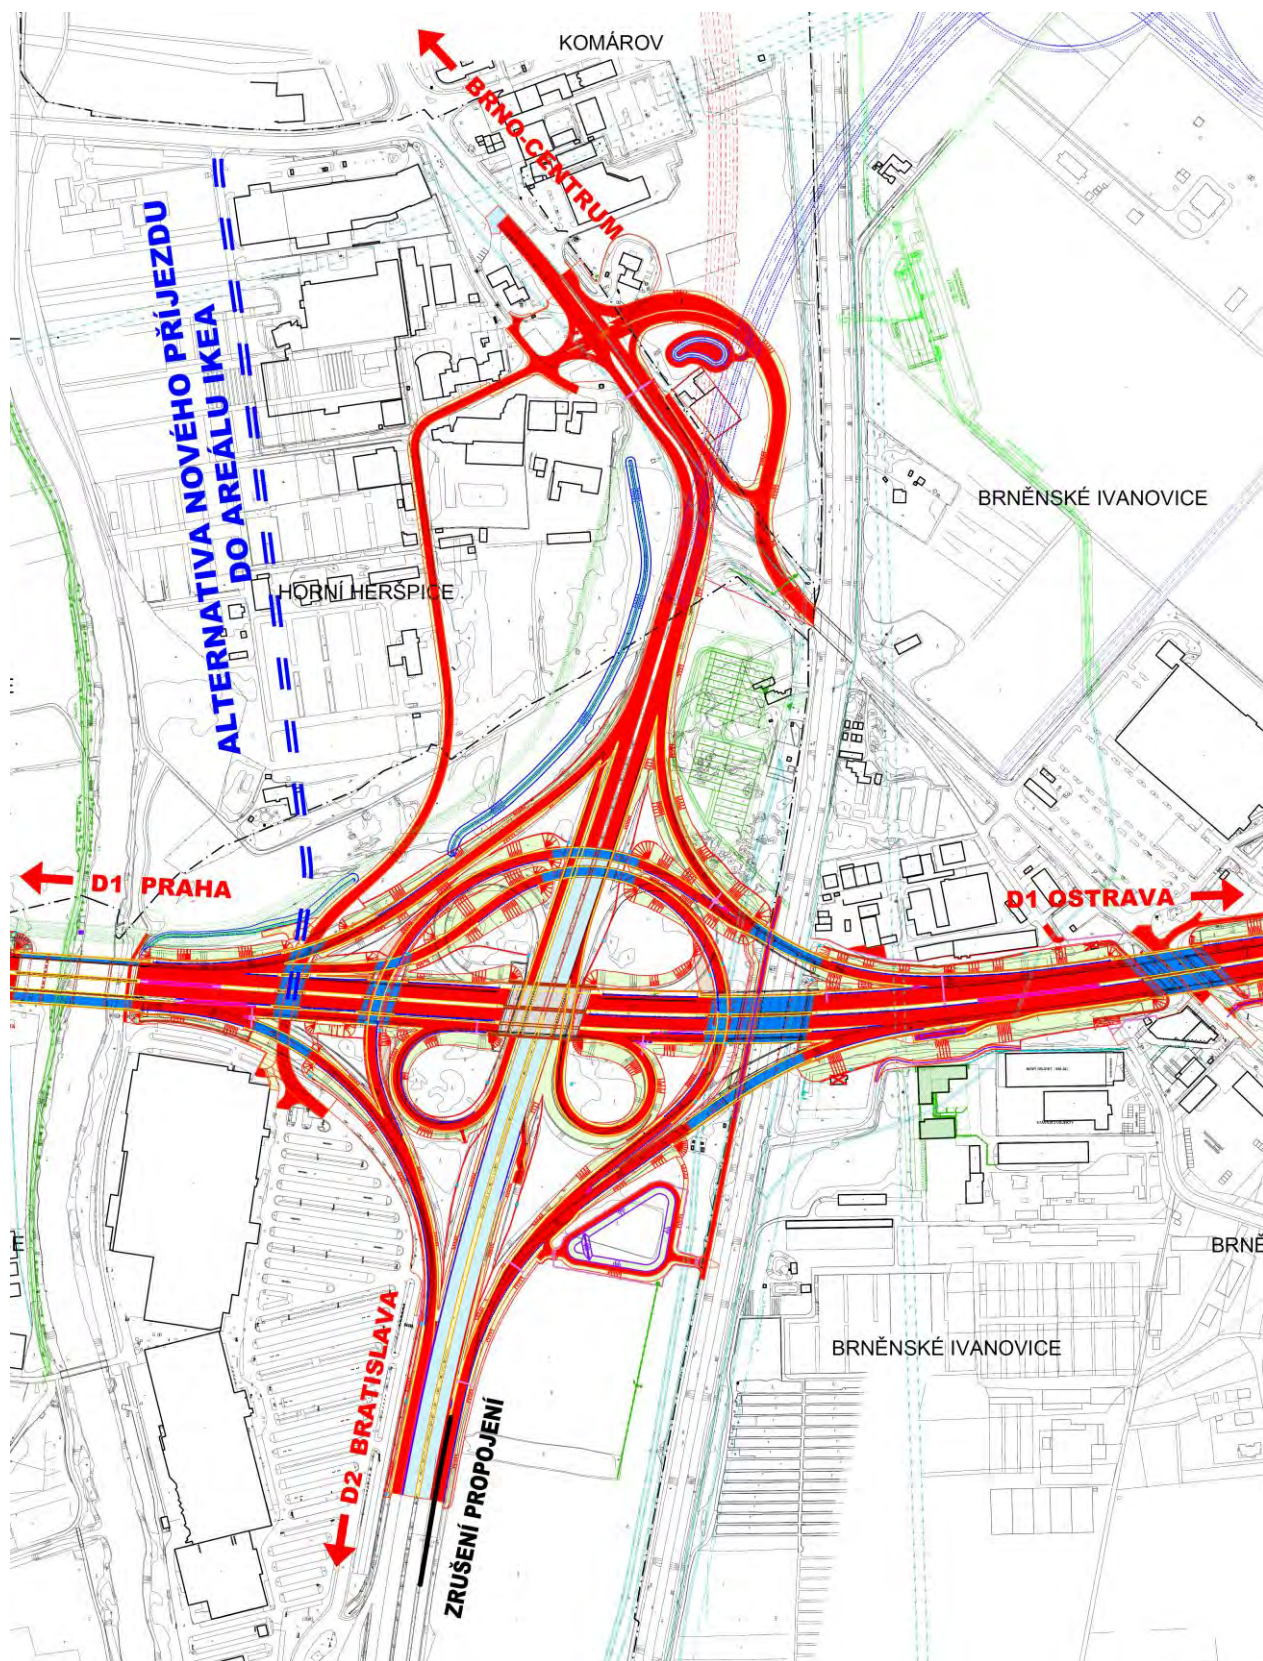 KOMÁROV
BRNO-CENTRUM
ALTERNATIVA NOVÉHO PŘÍJEZDU
DO AREÁLU IKEA
BRNĚNSKÉ IVANOVICE
HORNÍ HERŠPICE
D1 PRAHA
D1 OSTRAVA
BRNĚ
BRNĚNSKÉ IVANOVICE
D2 BRATISLAVA
ZRUŠENÍ PROPOJENÍ